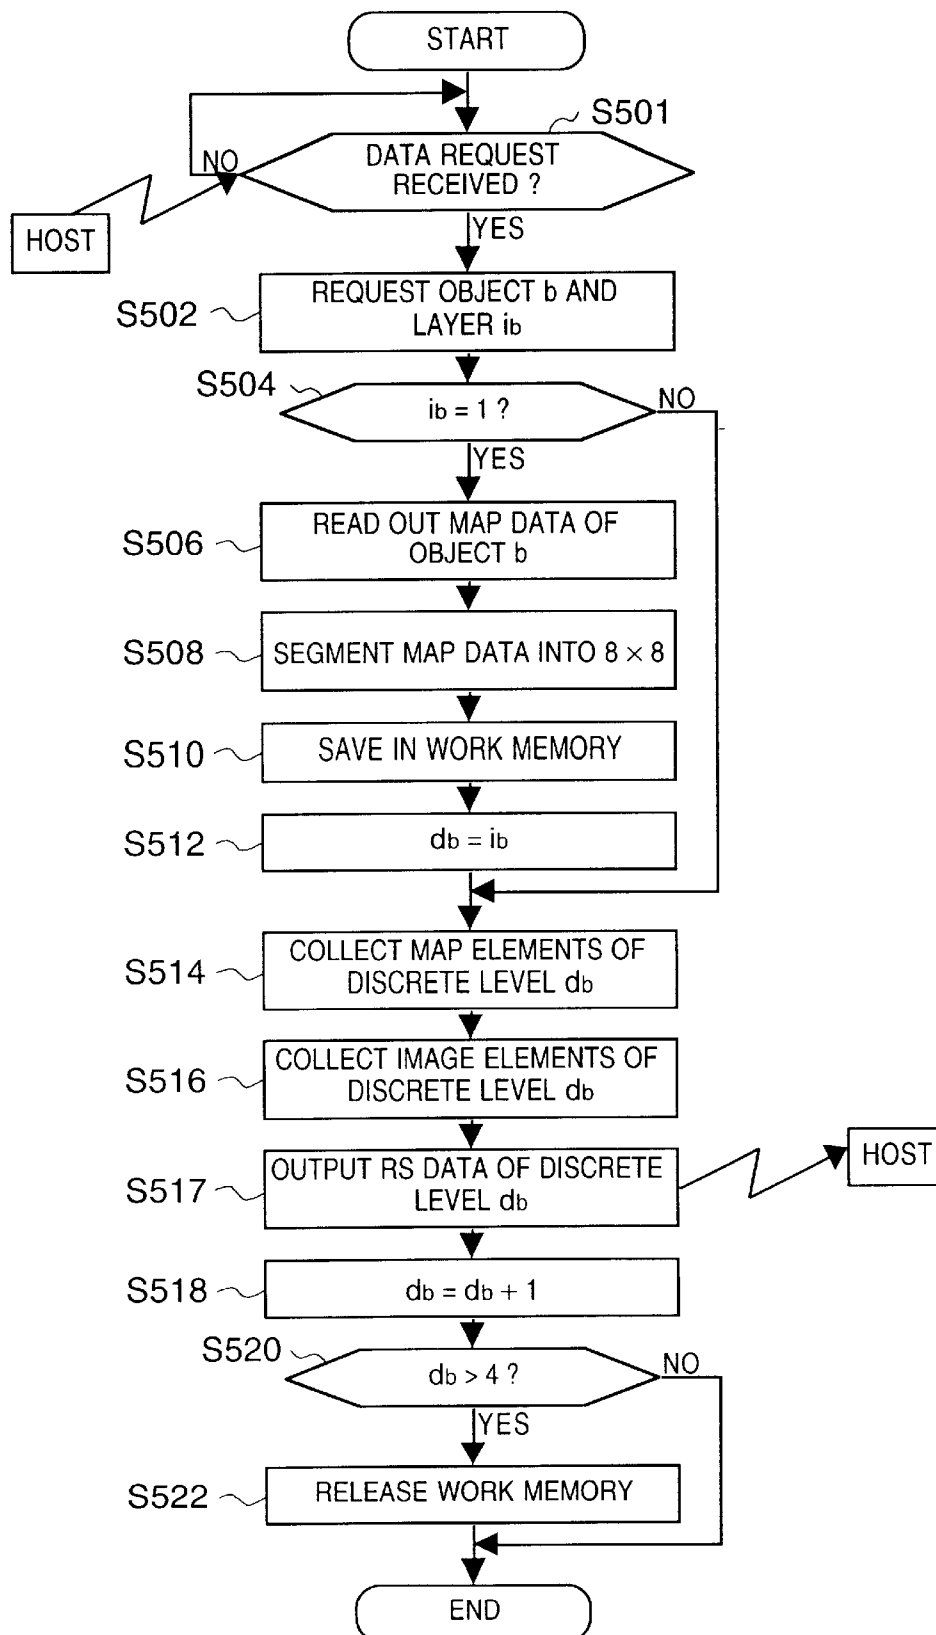 START
S501
DATA REQUEST
RECEIVED ?
NO
HOST
YES
S502
REQUEST OBJECT b AND
LAYER ib
S504
ib = 1 ?
NO
YES
S506
READ OUT MAP DATA OF
OBJECT b
S508
SEGMENT MAP DATA INTO 8 × 8
S510
SAVE IN WORK MEMORY
S512
db = ib
S514
COLLECT MAP ELEMENTS OF
DISCRETE LEVEL db
S516
COLLECT IMAGE ELEMENTS OF
DISCRETE LEVEL db
S517
OUTPUT RS DATA OF DISCRETE
LEVEL db
HOST
S518
db = db + 1
S520
db > 4 ?
NO
YES
S522
RELEASE WORK MEMORY
END